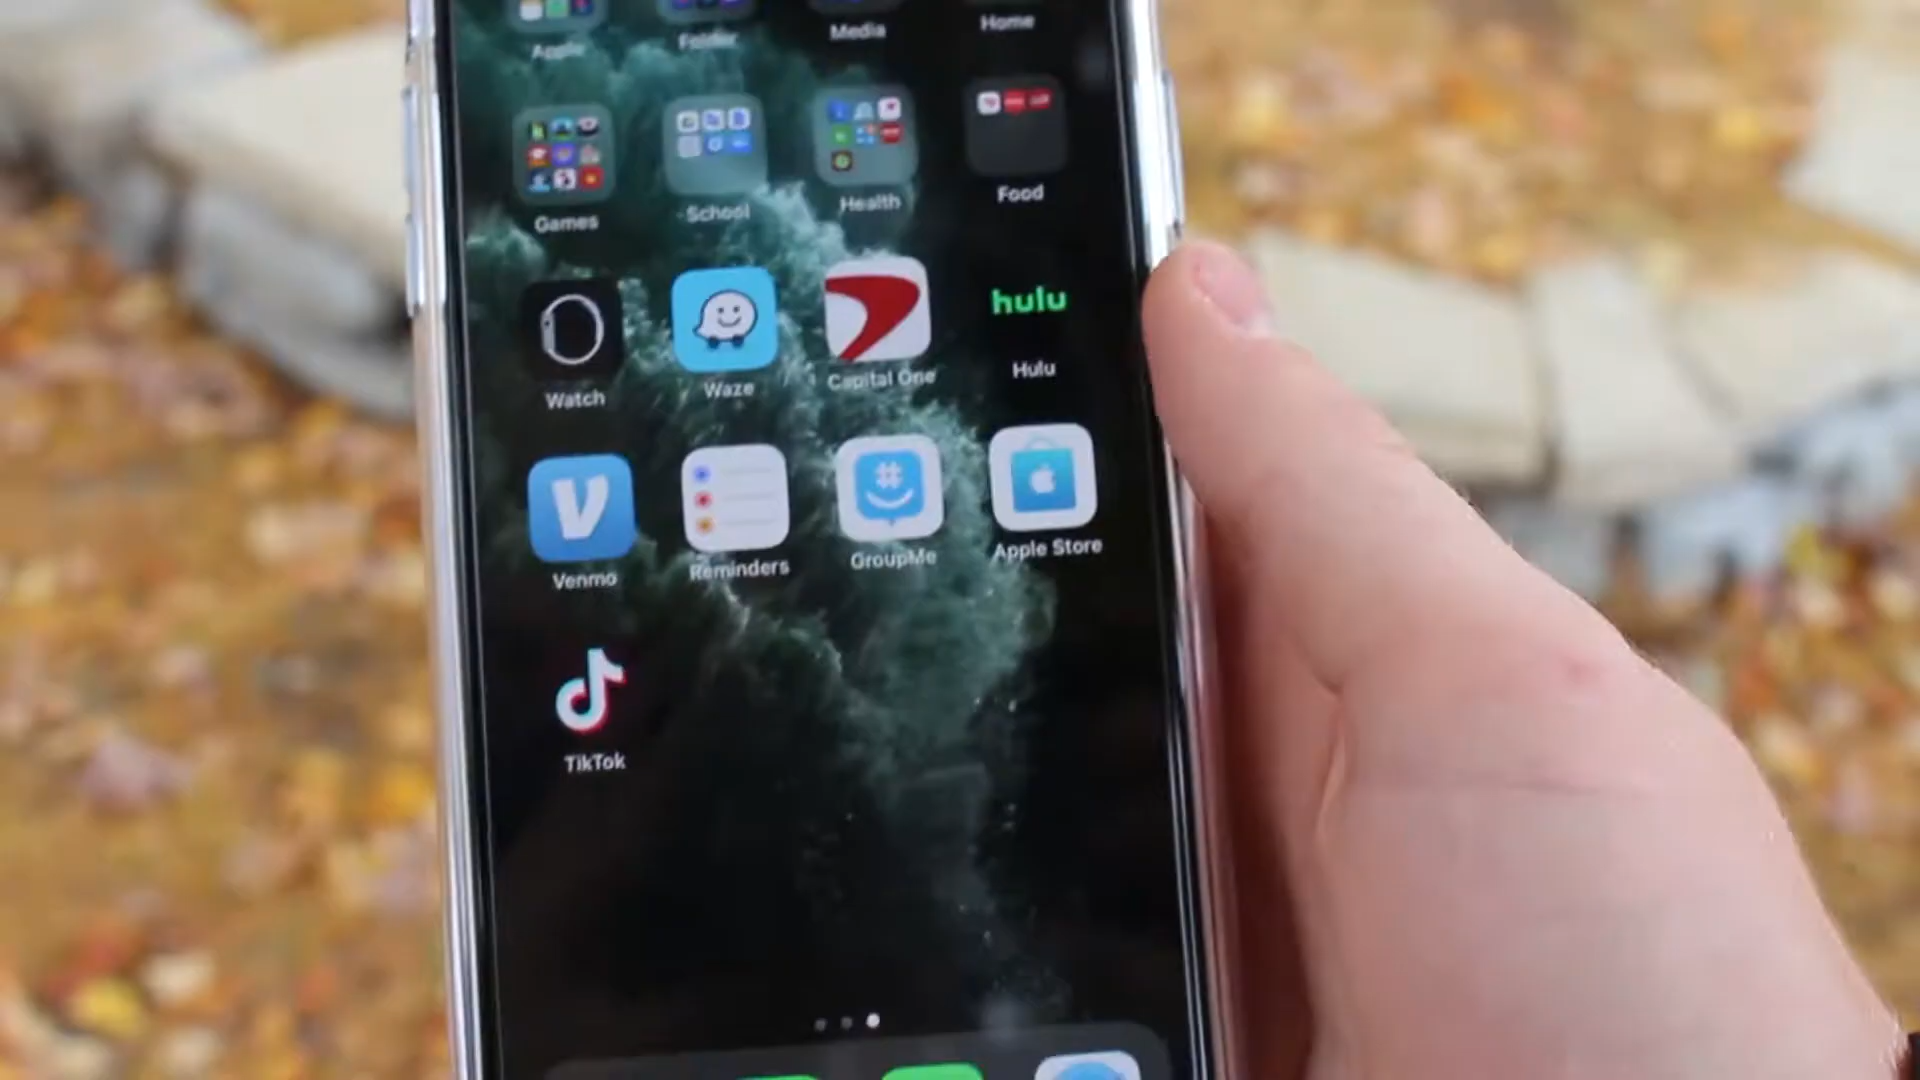 Apple
Folder
Media
Home
Games
School
Health
Food
hulu
Watch
Waze
Capital One
Hulu
Venmo
Reminders
GroupMe
Apple Store
TikTok